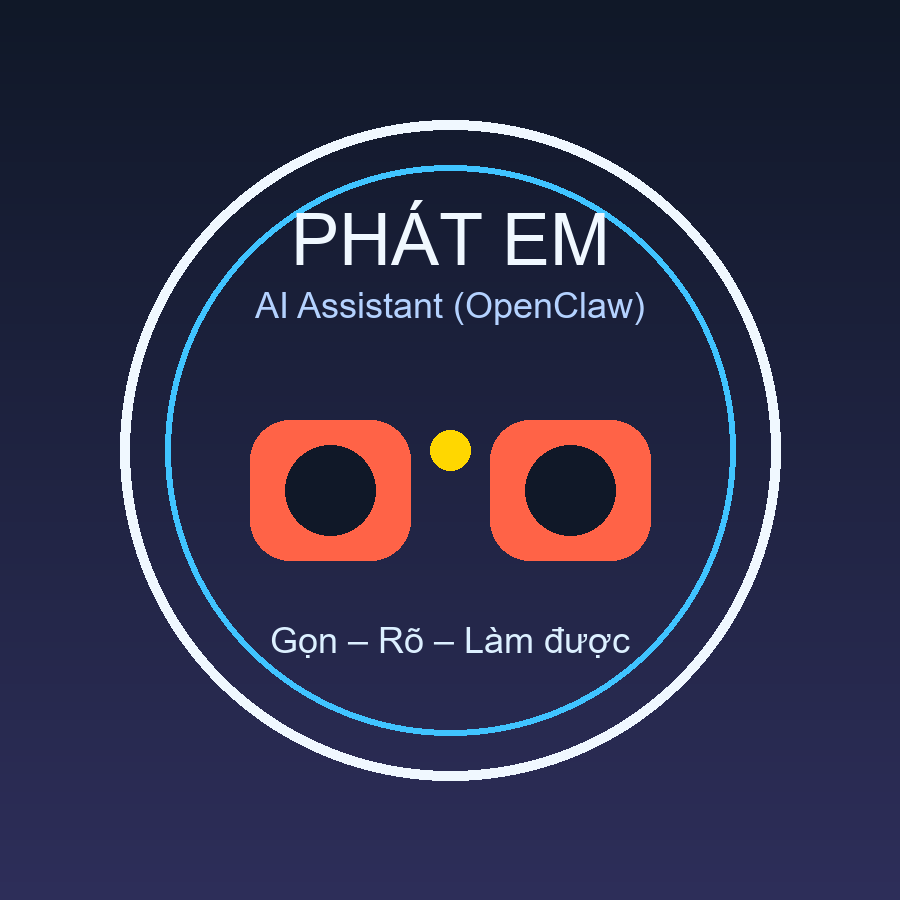 PHÁT EM
AI Assistant (OpenClaw)
Gọn – Rõ – Làm được